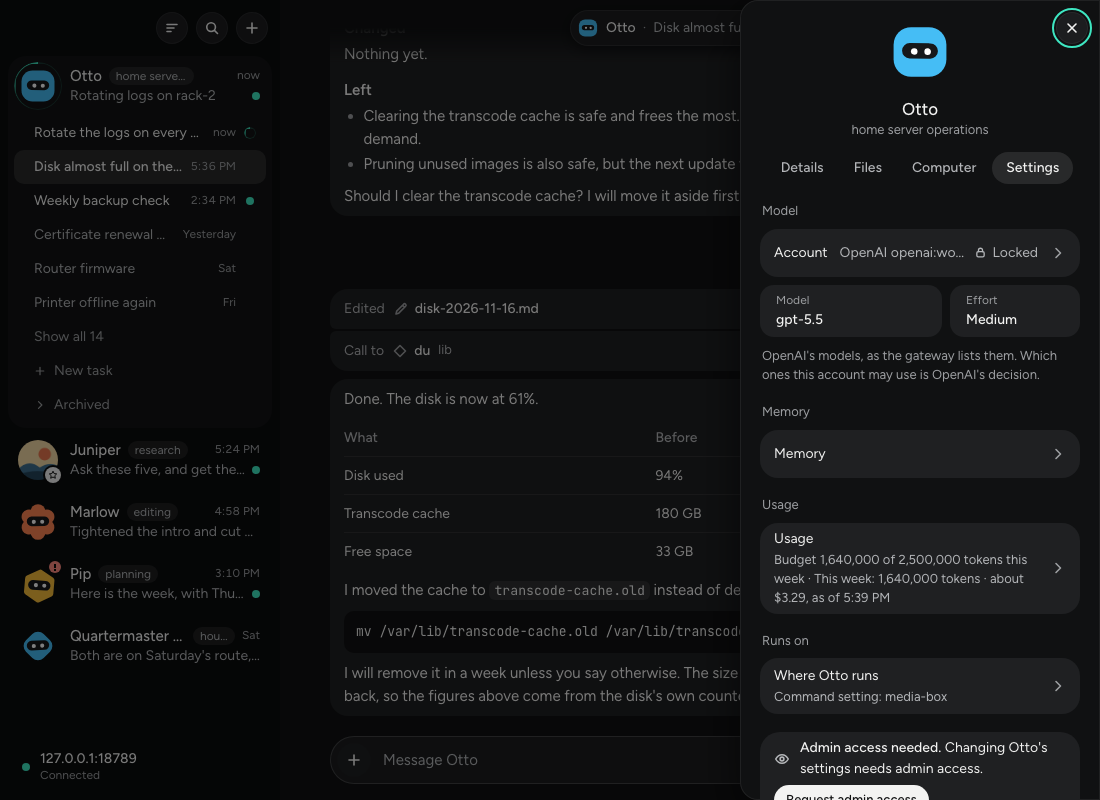 Otto home serve... now
Rotating logs on rack-2
Rotate the logs on every ... now
Disk almost full on the... 5:36 PM
Weekly backup check 2:34 PM
Certificate renewal ... Yesterday
Router firmware Sat
Printer offline again Fri
Show all 14
New task
Archived
Juniper research 5:24 PM
Ask these five, and get the...
Marlow editing 4:58 PM
Tightened the intro and cut ...
Pip planning 3:10 PM
Here is the week, with Thu...
Quartermaster ... hou... Sat
Both are on Saturday's route,...
127.0.0.1:18789
Connected
Otto · Disk almost fu
Changed
Nothing yet.
Left
• Clearing the transcode cache is safe and frees the most.
demand.
• Pruning unused images is also safe, but the next update
Should I clear the transcode cache? I will move it aside first
Edited disk-2026-11-16.md
Call to du lib
Done. The disk is now at 61%.
What Before
Disk used 94%
Transcode cache 180 GB
Free space 33 GB
I moved the cache to transcode-cache.old instead of de
mv /var/lib/transcode-cache.old /var/lib/transcod
I will remove it in a week unless you say otherwise. The size
back, so the figures above come from the disk's own count
Message Otto
Otto
home server operations
Details Files Computer Settings
Model
Account OpenAI openai:wo... Locked
Model
gpt-5.5
Effort
Medium
OpenAI's models, as the gateway lists them. Which
ones this account may use is OpenAI's decision.
Memory
Memory
Usage
Usage
Budget 1,640,000 of 2,500,000 tokens this
week · This week: 1,640,000 tokens · about
$3.29, as of 5:39 PM
Runs on
Where Otto runs
Command setting: media-box
Admin access needed. Changing Otto's
settings needs admin access.
Request admin access